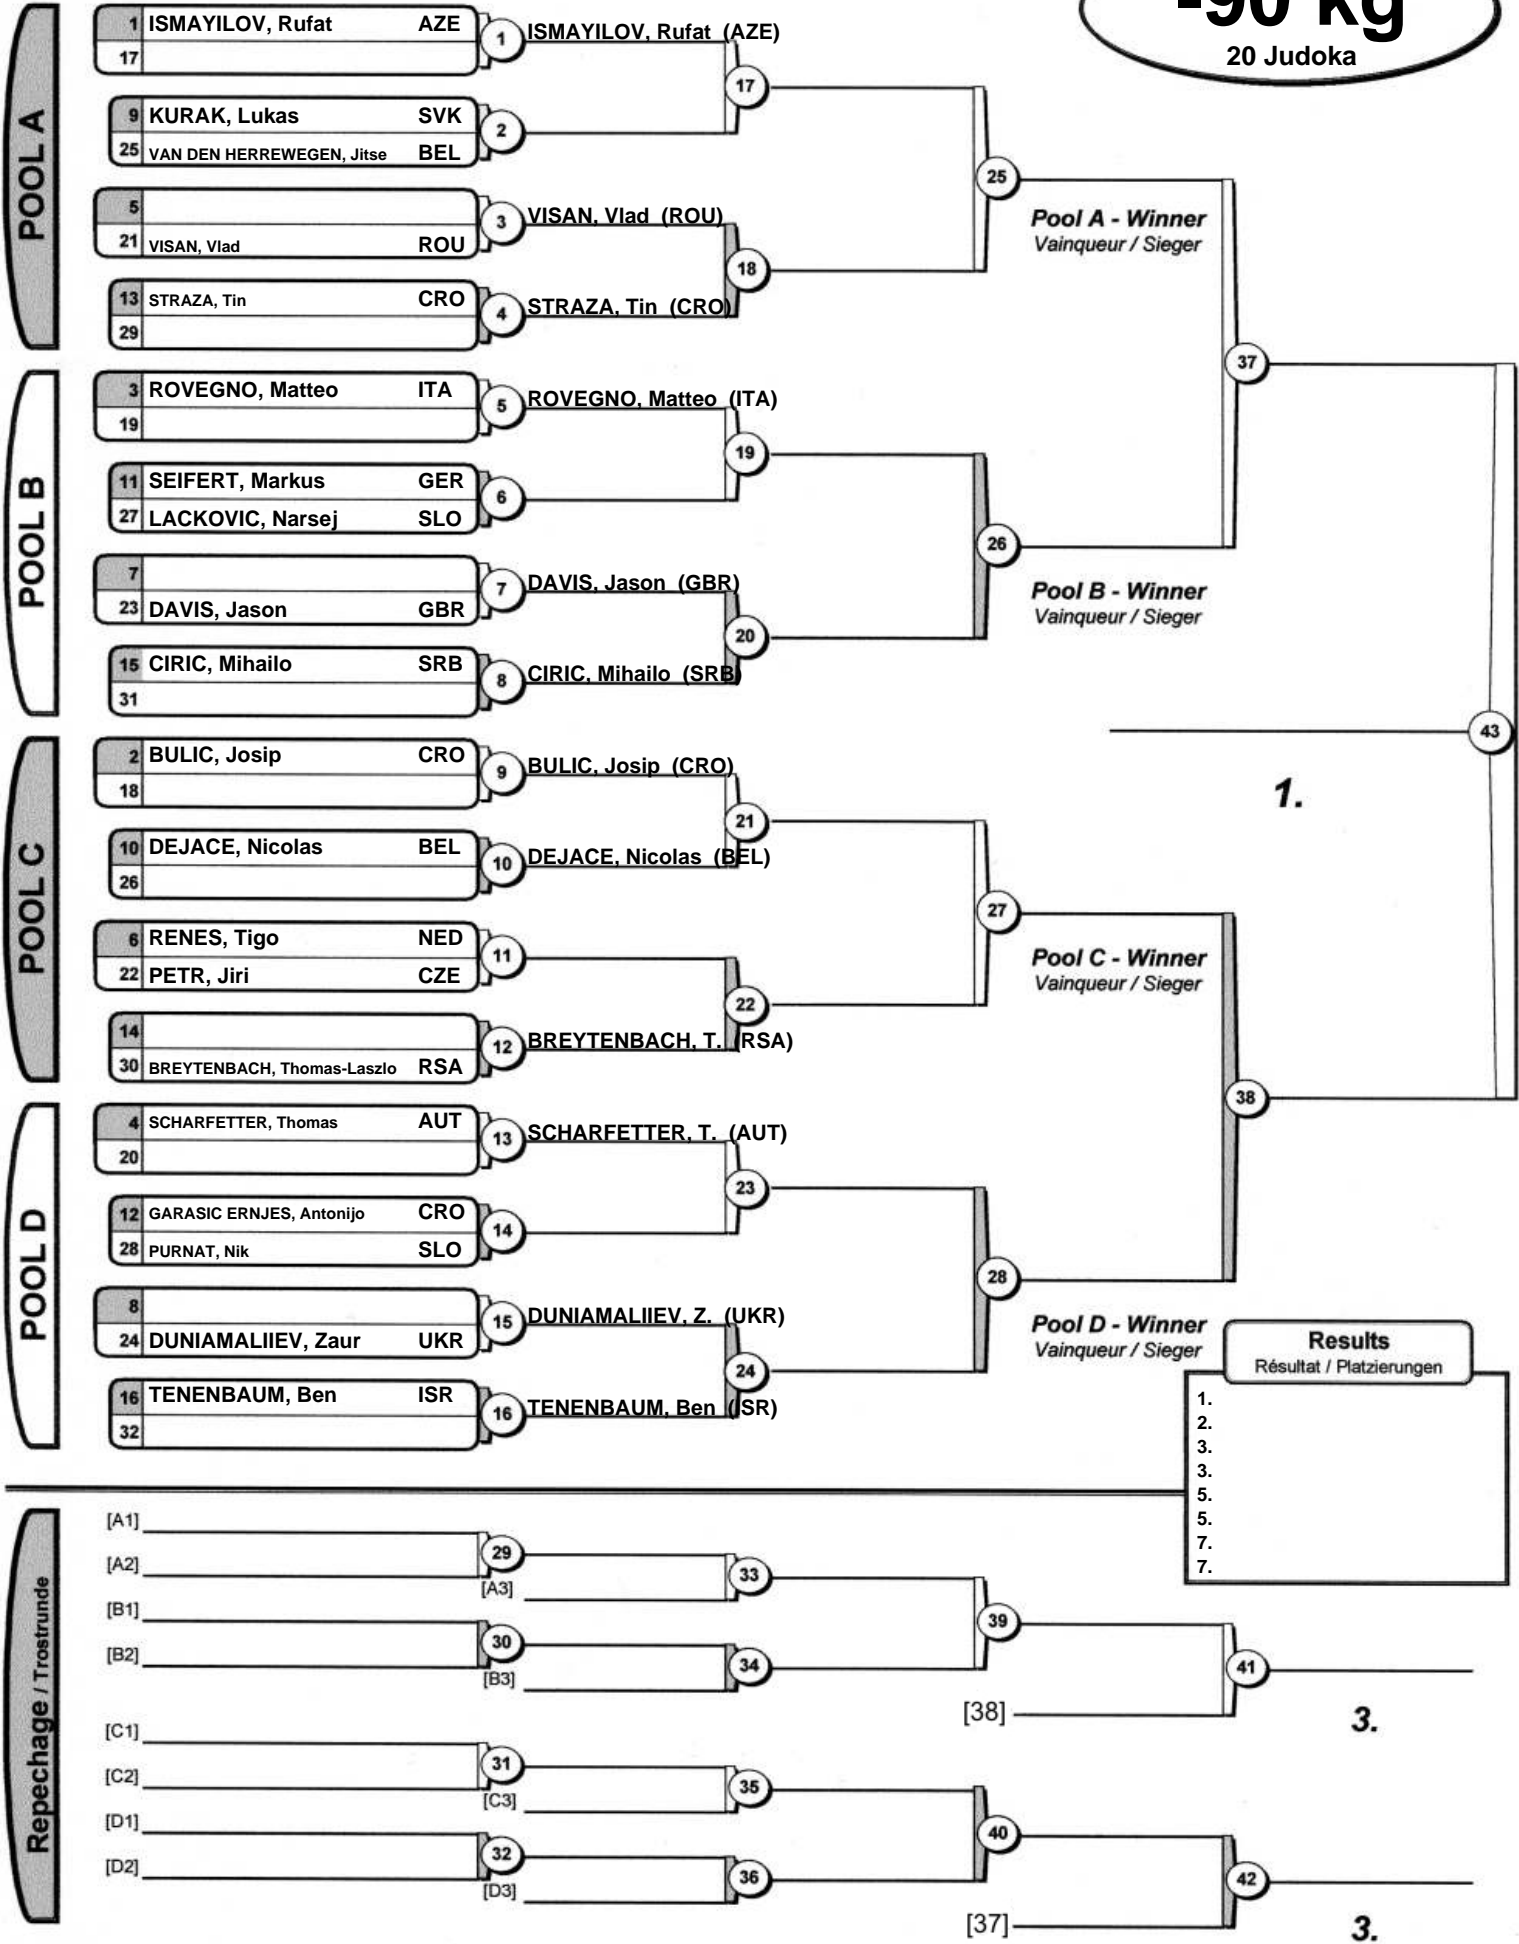 -90 kg
20 Judoka
POOL A
1 ISMAYILOV, Rufat AZE
17
1 ISMAYILOV, Rufat (AZE)
9 KURAK, Lukas SVK
25 VAN DEN HERREWEGEN, Jitse BEL
2
17
5
21 VISAN, Vlad ROU
3 VISAN, Vlad (ROU)
13 STRAZA, Tin CRO
29
4 STRAZA, Tin (CRO)
18
25
Pool A - Winner
Vainqueur / Sieger
POOL B
3 ROVEGNO, Matteo ITA
19
5 ROVEGNO, Matteo (ITA)
11 SEIFERT, Markus GER
27 LACKOVIC, Narsej SLO
6
19
7
23 DAVIS, Jason GBR
7 DAVIS, Jason (GBR)
15 CIRIC, Mihailo SRB
31
8 CIRIC, Mihailo (SRB)
20
26
Pool B - Winner
Vainqueur / Sieger
37
43
1.
POOL C
2 BULIC, Josip CRO
18
9 BULIC, Josip (CRO)
10 DEJACE, Nicolas BEL
26
10 DEJACE, Nicolas (BEL)
21
6 RENES, Tigo NED
22 PETR, Jiri CZE
11
14
30 BREYTENBACH, Thomas-Laszlo RSA
12 BREYTENBACH, T. (RSA)
22
27
Pool C - Winner
Vainqueur / Sieger
POOL D
4 SCHARFETTER, Thomas AUT
20
13 SCHARFETTER, T. (AUT)
12 GARASIC ERNJES, Antonijo CRO
28 PURNAT, Nik SLO
14
23
8
24 DUNIAMALIIEV, Zaur UKR
15 DUNIAMALIIEV, Z. (UKR)
16 TENENBAUM, Ben ISR
32
16 TENENBAUM, Ben (ISR)
24
28
Pool D - Winner
Vainqueur / Sieger
38
Results
Résultat / Platzierungen
1.
2.
3.
3.
5.
5.
7.
7.
Repechage / Trostrunde
[A1]
[A2]
29
[A3]
33
[B1]
[B2]
30
[B3]
34
39
[38]
41
3.
[C1]
[C2]
31
[C3]
35
[D1]
[D2]
32
[D3]
36
40
[37]
42
3.